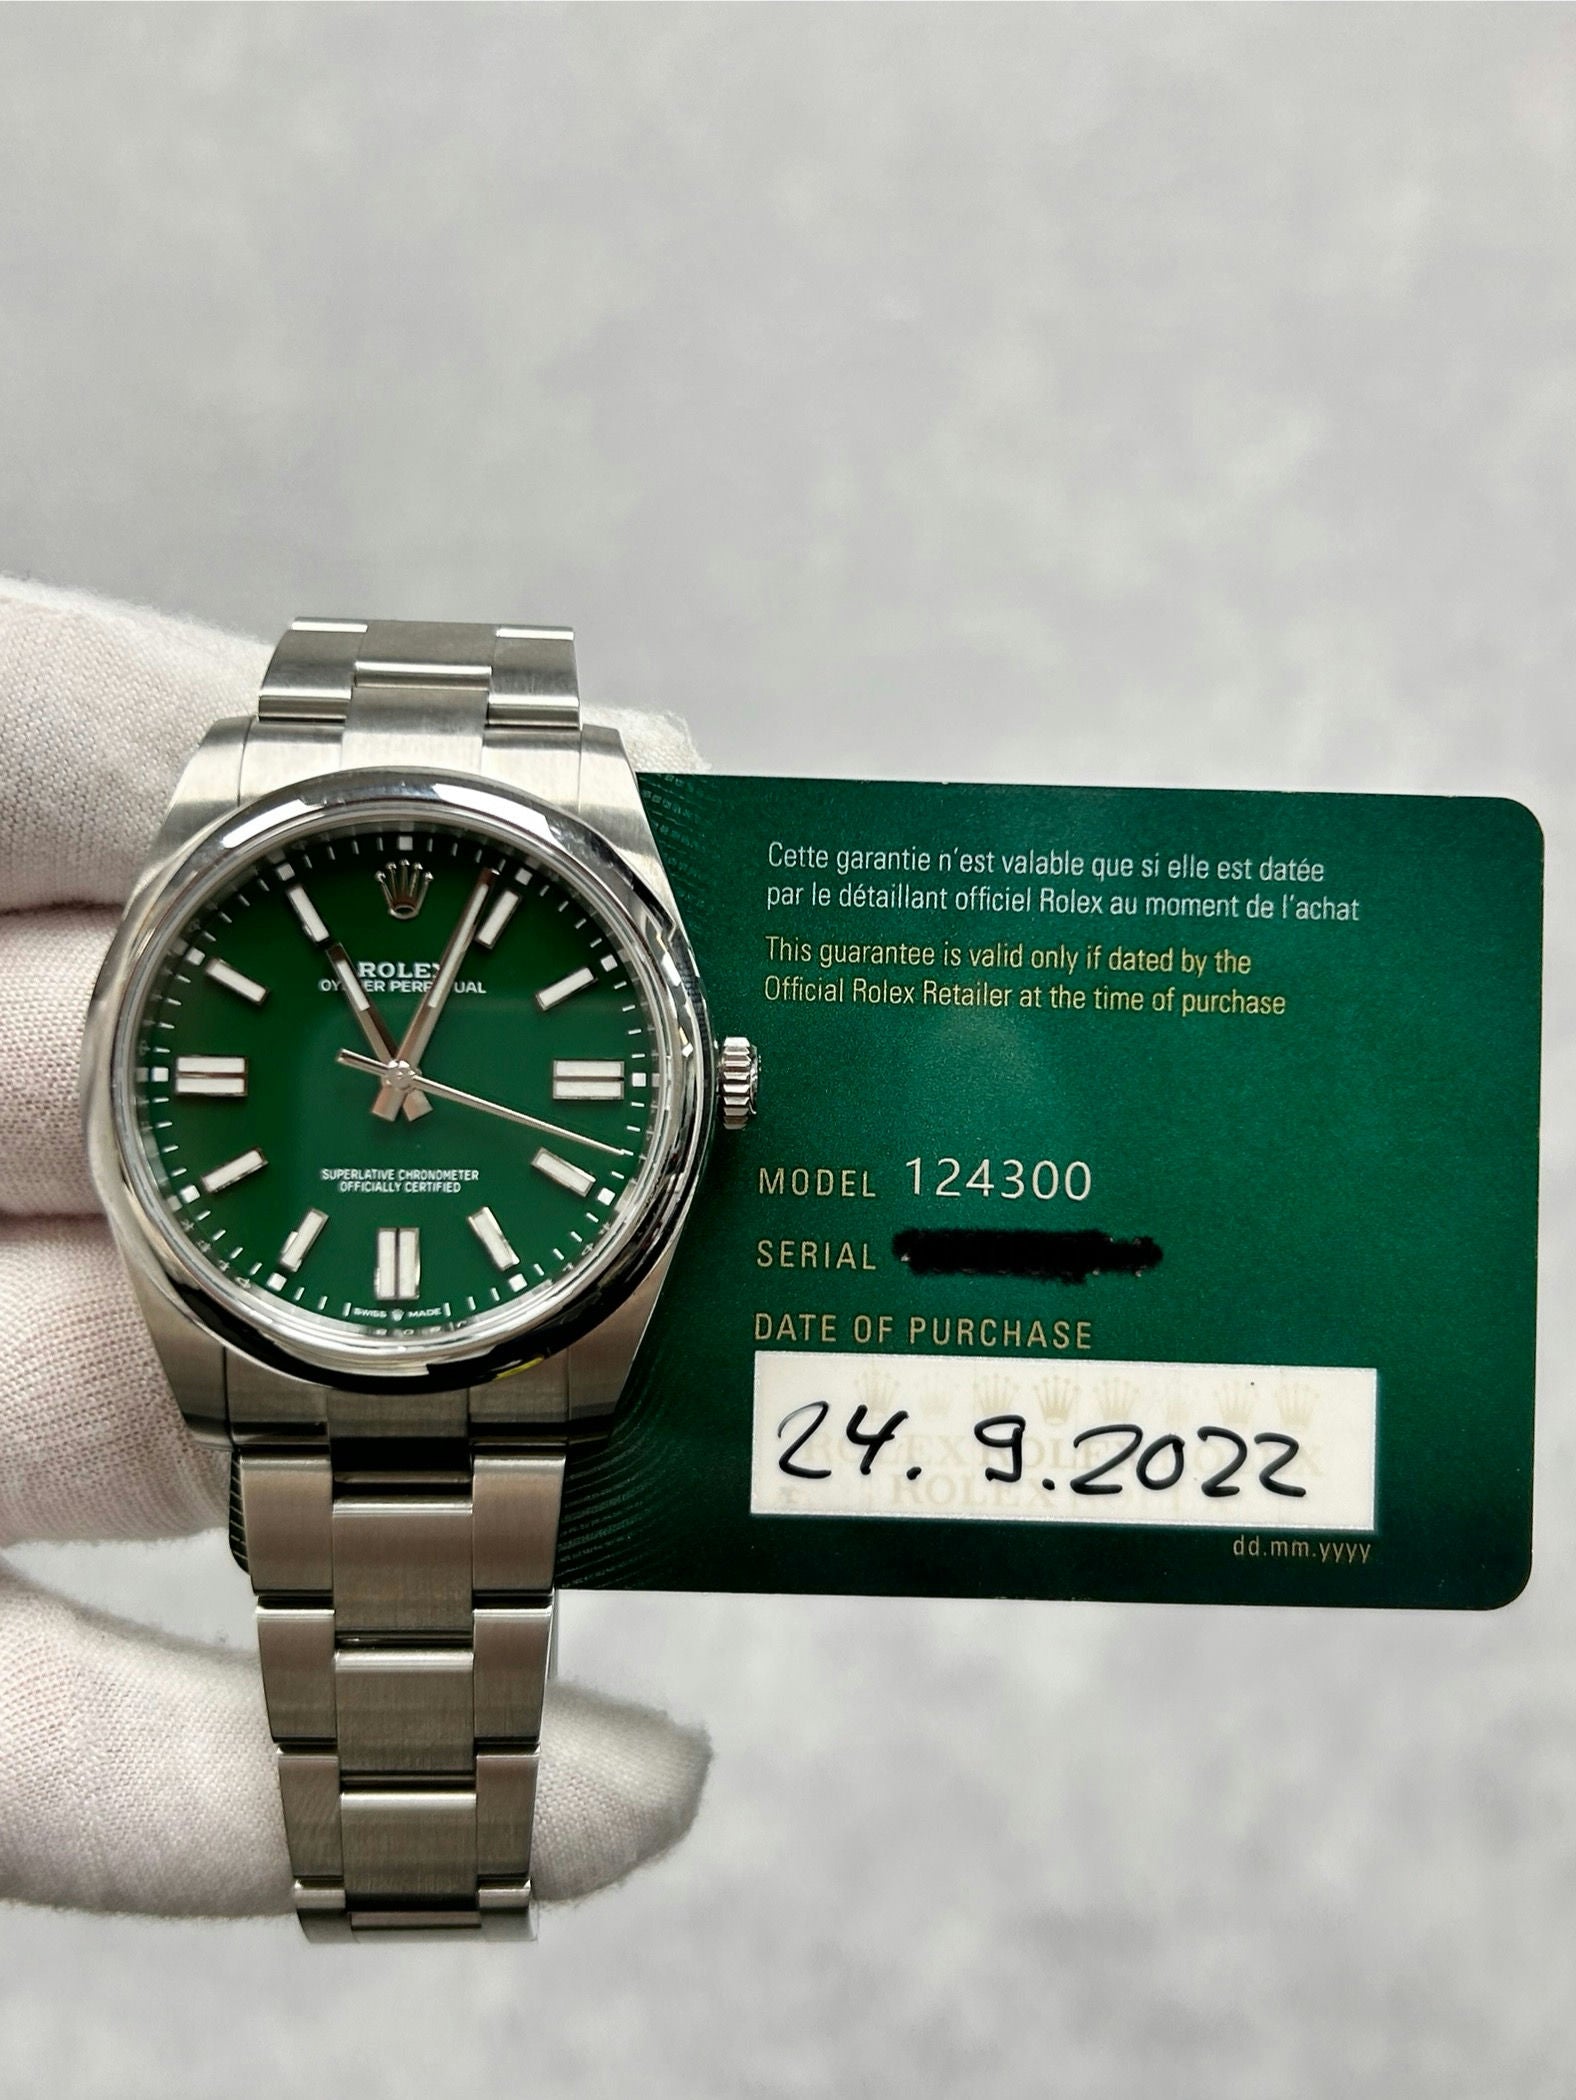 ROLEX
OYSTER PERPETUAL
SUPERLATIVE CHRONOMETER
OFFICIALLY CERTIFIED
SWISS MADE
Cette garantie n'est valable que si elle est datée
par le détaillant officiel Rolex au moment de l'achat
This guarantee is valid only if dated by the
Official Rolex Retailer at the time of purchase
MODEL 124300
SERIAL
DATE OF PURCHASE
24. 9. 2022
dd.mm.yyyy